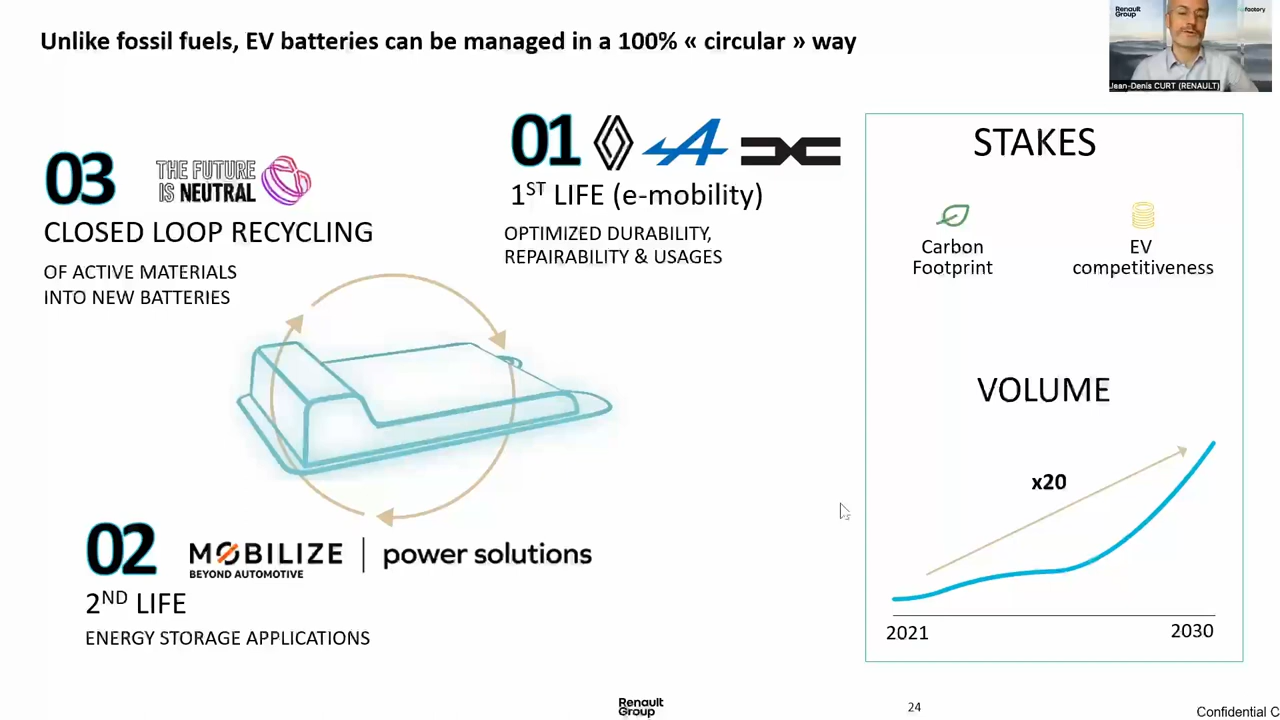 Unlike fossil fuels, EV batteries can be managed in a 100% « circular » way
Renault
Group
factory
Jean-Denis CURT (RENAULT)
01
1ST LIFE (e-mobility)
OPTIMIZED DURABILITY,
REPAIRABILITY & USAGES
03
THE FUTURE
IS NEUTRAL
CLOSED LOOP RECYCLING
OF ACTIVE MATERIALS
INTO NEW BATTERIES
02
MOBILIZE
BEYOND AUTOMOTIVE
power solutions
2ND LIFE
ENERGY STORAGE APPLICATIONS
STAKES
Carbon
Footprint
EV
competitiveness
VOLUME
x20
2021
2030
Renault
Group
24
Confidential C